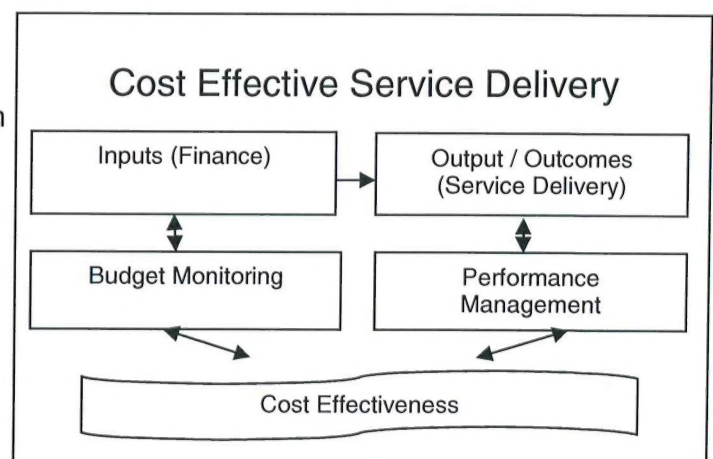 Cost Effective Service Delivery
n
Inputs (Finance)
Output / Outcomes
(Service Delivery)
Budget Monitoring
Performance
Management
Cost Effectiveness